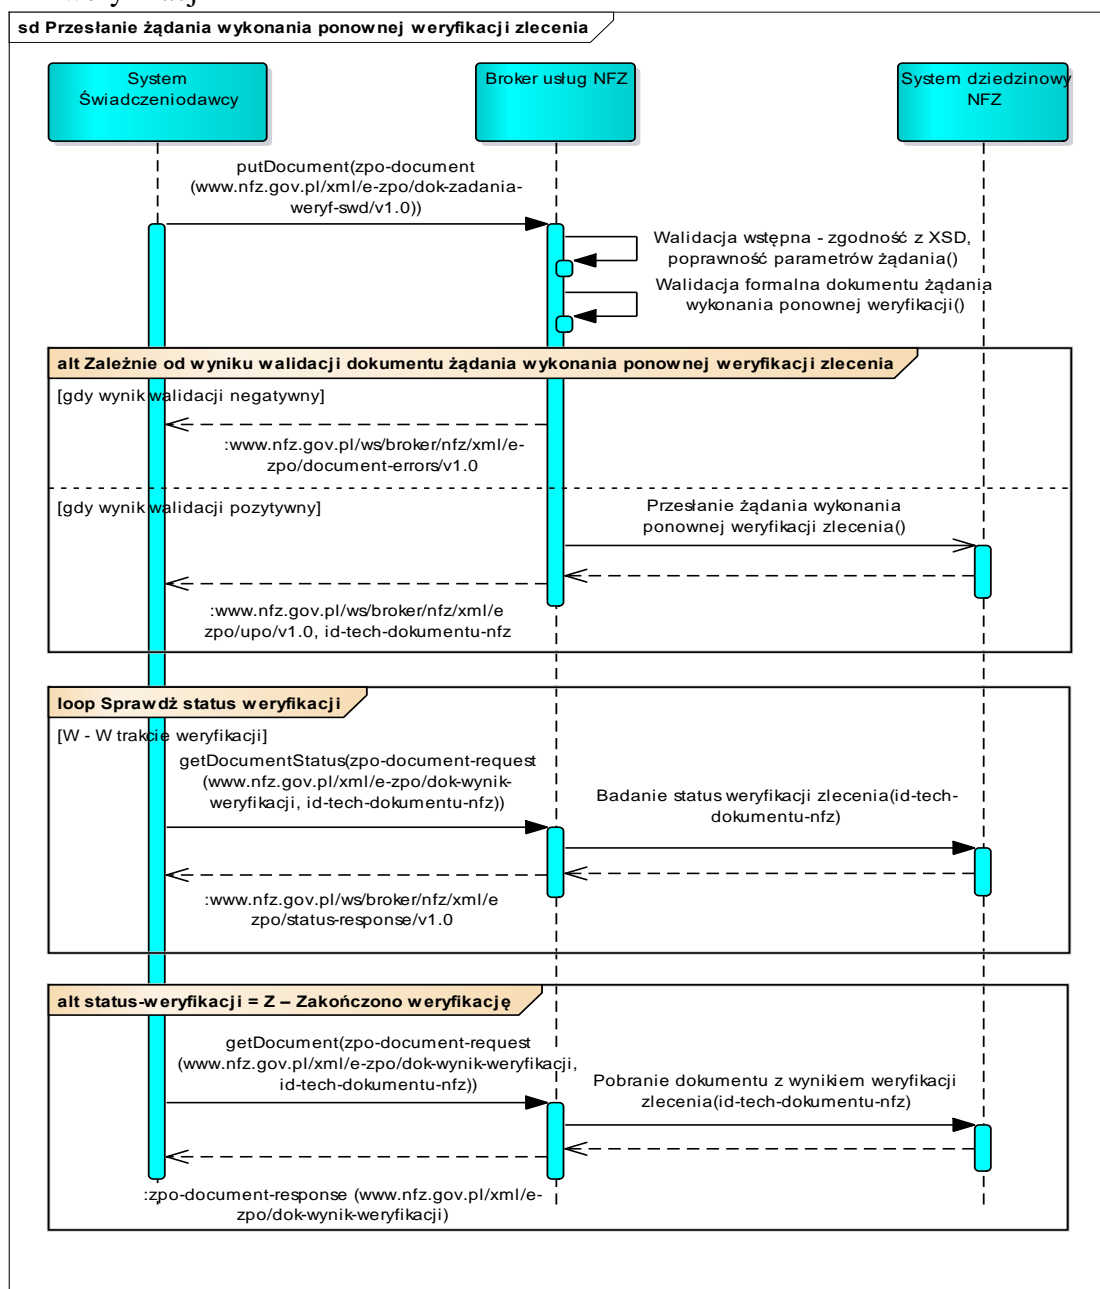 sd Przesłanie żądania wykonania ponownej weryfikacji zlecenia
System
Świadczeniodawcy
Broker usług NFZ
System dziedzinowy
NFZ
putDocument(zpo-document
(www.nfz.gov.pl/xml/e-zpo/dok-zadania-
weryf-swd/v1.0))
Walidacja wstępna - zgodność z XSD,
poprawność parametrów żądania()
Walidacja formalna dokumentu żądania
wykonania ponownej weryfikacji()
alt Zależnie od wyniku walidacji dokumentu żądania wykonania ponownej weryfikacji zlecenia
[gdy wynik walidacji negatywny]
:www.nfz.gov.pl/ws/broker/nfz/xml/e-
zpo/document-errors/v1.0
[gdy wynik walidacji pozytywny]
Przesłanie żądania wykonania
ponownej weryfikacji zlecenia()
:www.nfz.gov.pl/ws/broker/nfz/xml/e
zpo/upo/v1.0, id-tech-dokumentu-nfz
loop Sprawdź status weryfikacji
[W - W trakcie weryfikacji]
getDocumentStatus(zpo-document-request
(www.nfz.gov.pl/xml/e-zpo/dok-wynik-
weryfikacji, id-tech-dokumentu-nfz))
Badanie status weryfikacji zlecenia(id-tech-
dokumentu-nfz)
:www.nfz.gov.pl/ws/broker/nfz/xml/e
zpo/status-response/v1.0
alt status-weryfikacji = Z – Zakończono weryfikację
getDocument(zpo-document-request
(www.nfz.gov.pl/xml/e-zpo/dok-wynik-weryfikacji,
id-tech-dokumentu-nfz))
Pobranie dokumentu z wynikiem weryfikacji
zlecenia(id-tech-dokumentu-nfz)
:zpo-document-response (www.nfz.gov.pl/xml/e-
zpo/dok-wynik-weryfikacji)